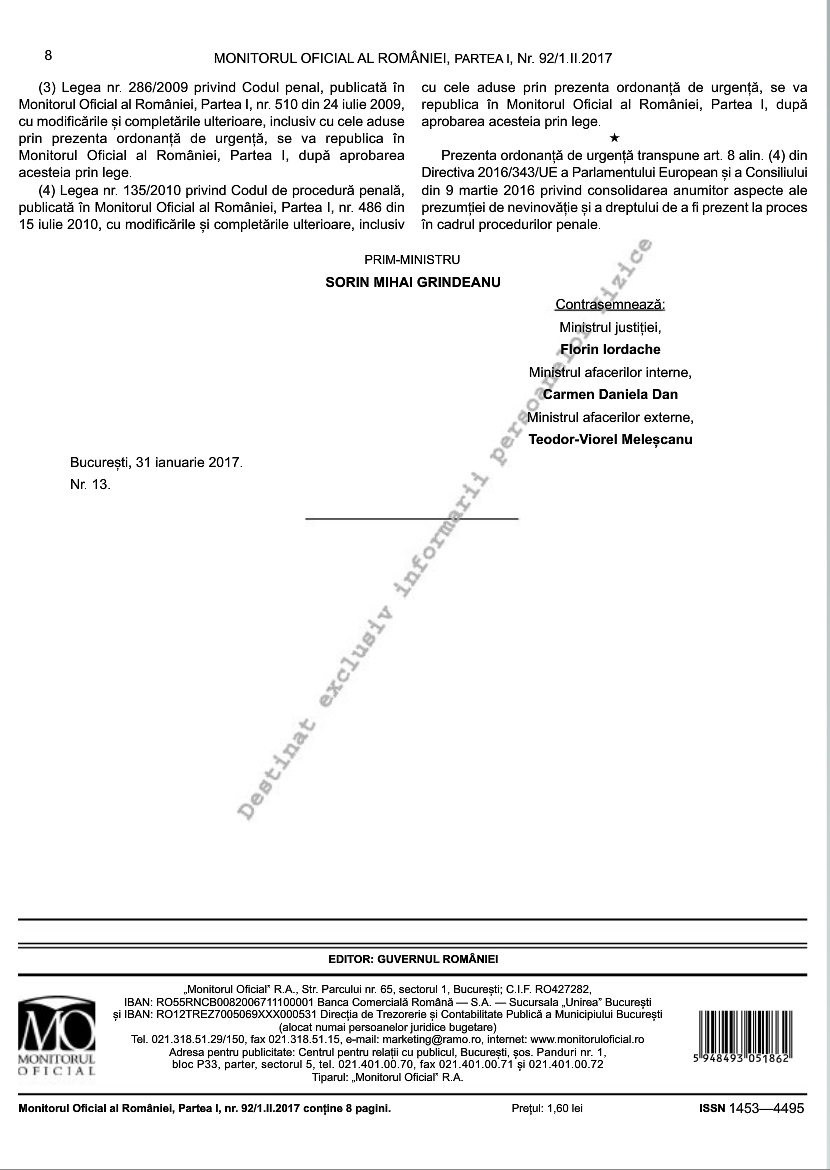 8
MONITORUL OFICIAL AL ROMÂNIEI, PARTEA I, Nr. 92/1.II.2017
(3) Legea nr. 286/2009 privind Codul penal, publicată în
Monitorul Oficial al României, Partea I, nr. 510 din 24 iulie 2009,
cu modificările și completările ulterioare, inclusiv cu cele aduse
prin prezenta ordonanță de urgență, se va republica în
Monitorul Oficial al României, Partea I, după aprobarea
acesteia prin lege.
(4) Legea nr. 135/2010 privind Codul de procedură penală,
publicată în Monitorul Oficial al României, Partea I, nr. 486 din
15 iulie 2010, cu modificările și completările ulterioare, inclusiv
cu cele aduse prin prezenta ordonanță de urgență, se va
republica în Monitorul Oficial al României, Partea I, după
aprobarea acesteia prin lege.
★
Prezenta ordonanță de urgență transpune art. 8 alin. (4) din
Directiva 2016/343/UE a Parlamentului European și a Consiliului
din 9 martie 2016 privind consolidarea anumitor aspecte ale
prezumției de nevinovăție și a dreptului de a fi prezent la proces
în cadrul procedurilor penale.
PRIM-MINISTRU
SORIN MIHAI GRINDEANU
Contrasemnează:
Ministrul justiției,
Florin Iordache
Ministrul afacerilor interne,
Carmen Daniela Dan
Ministrul afacerilor externe,
Teodor-Viorel Meleșcanu
București, 31 ianuarie 2017.
Nr. 13.
Destinat exclusiv informarii persoanelor fizice
EDITOR: GUVERNUL ROMÂNIEI
MO
MONITORUL
OFICIAL
„Monitorul Oficial” R.A., Str. Parcului nr. 65, sectorul 1, București; C.I.F. RO427282,
IBAN: RO55RNCB0082006711100001 Banca Comercială Română — S.A. — Sucursala „Unirea” București
și IBAN: RO12TREZ7005069XXX000531 Direcția de Trezorerie și Contabilitate Publică a Municipiului București
(alocat numai persoanelor juridice bugetare)
Tel. 021.318.51.29/150, fax 021.318.51.15, e-mail: marketing@ramo.ro, internet: www.monitoruloficial.ro
Adresa pentru publicitate: Centrul pentru relații cu publicul, București, șos. Panduri nr. 1,
bloc P33, parter, sectorul 5, tel. 021.401.00.70, fax 021.401.00.71 și 021.401.00.72
Tiparul: „Monitorul Oficial” R.A.
5 948493 051862
Monitorul Oficial al României, Partea I, nr. 92/1.II.2017 conține 8 pagini.
Prețul: 1,60 lei
ISSN 1453—4495